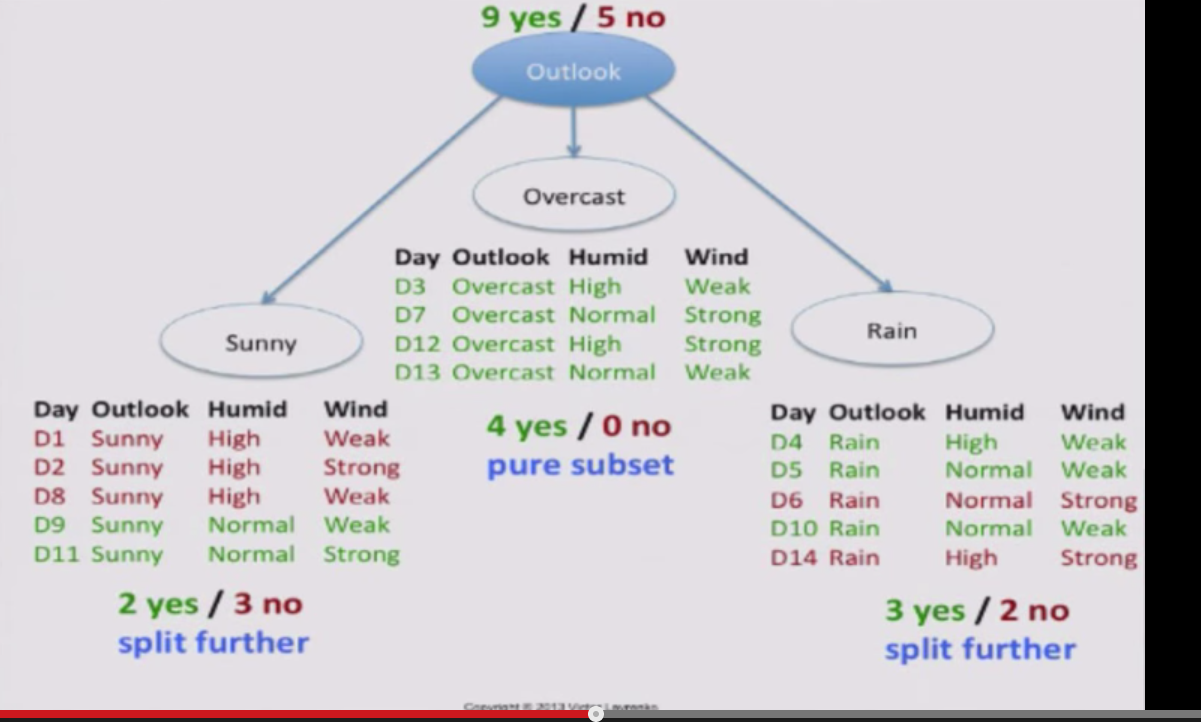 9 yes / 5 no
Outlook
Overcast
Day Outlook Humid Wind
D3 Overcast High Weak
D7 Overcast Normal Strong
D12 Overcast High Strong
D13 Overcast Normal Weak
4 yes / 0 no
pure subset
Sunny
Day Outlook Humid Wind
D1 Sunny High Weak
D2 Sunny High Strong
D8 Sunny High Weak
D9 Sunny Normal Weak
D11 Sunny Normal Strong
2 yes / 3 no
split further
Rain
Day Outlook Humid Wind
D4 Rain High Weak
D5 Rain Normal Weak
D6 Rain Normal Strong
D10 Rain Normal Weak
D14 Rain High Strong
3 yes / 2 no
split further
Copyright © 2013 Victor Lavrenko